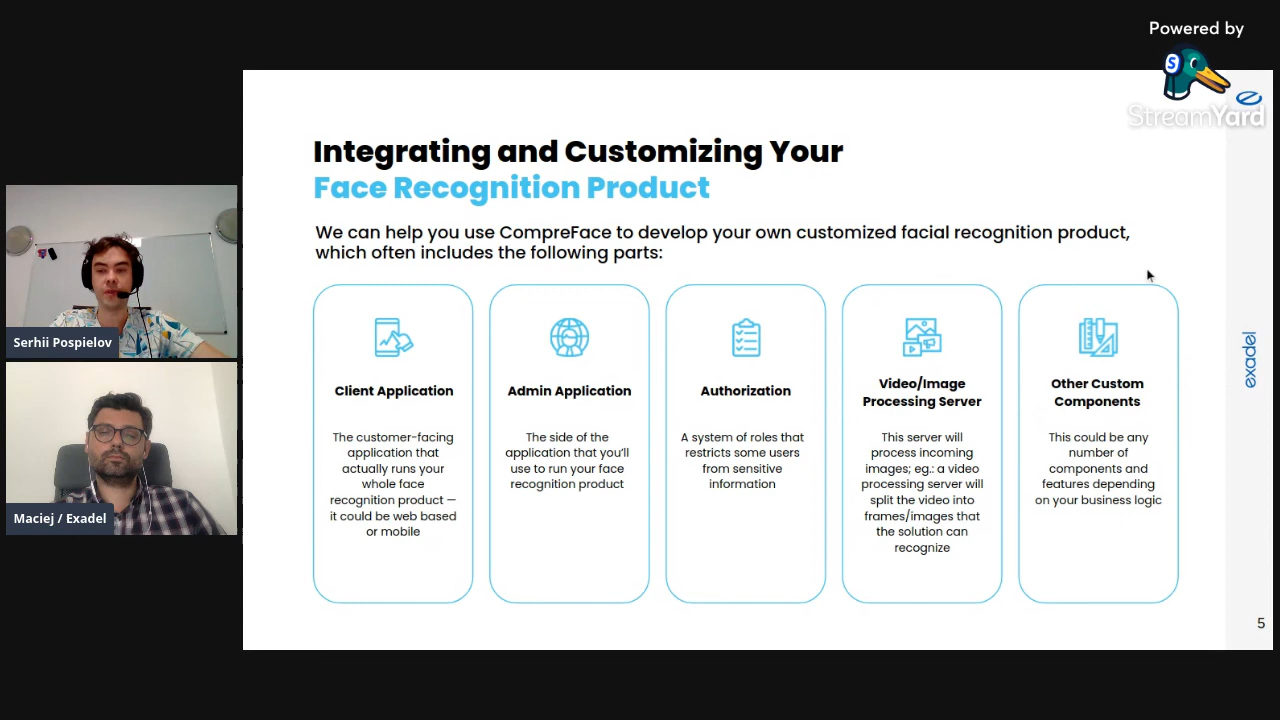 Powered by
S
StreamYard
Integrating and Customizing Your
Face Recognition Product
We can help you use CompreFace to develop your own customized facial recognition product,
which often includes the following parts:
Client Application
The customer-facing
application that
actually runs your
whole face
recognition product —
it could be web based
or mobile
Admin Application
The side of the
application that you'll
use to run your face
recognition product
Authorization
A system of roles that
restricts some users
from sensitive
information
Video/Image
Processing Server
This server will
process incoming
images; eg.: a video
processing server will
split the video into
frames/images that
the solution can
recognize
Other Custom
Components
This could be any
number of
components and
features depending
on your business logic
exadel
5
Serhii Pospielov
Maciej / Exadel